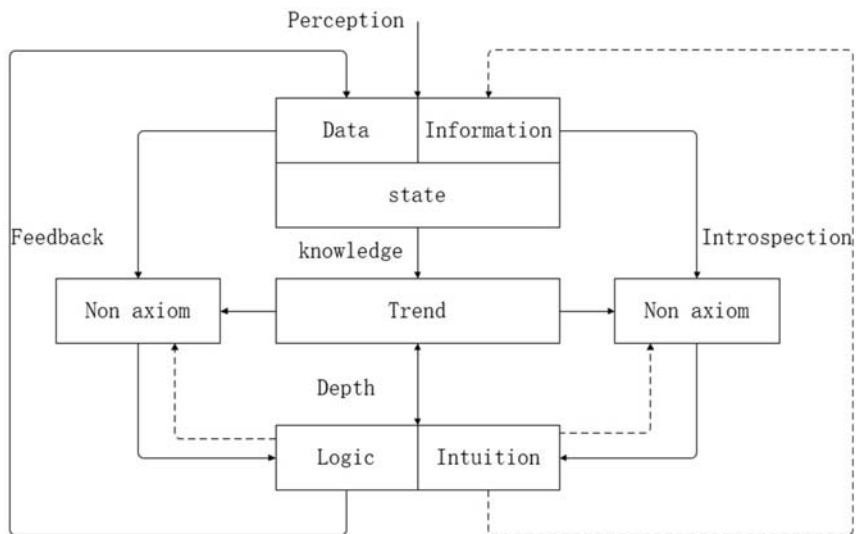 Perception
Data
Information
state
Feedback
knowledge
Introspection
Non axiom
Trend
Non axiom
Depth
Logic
Intuition